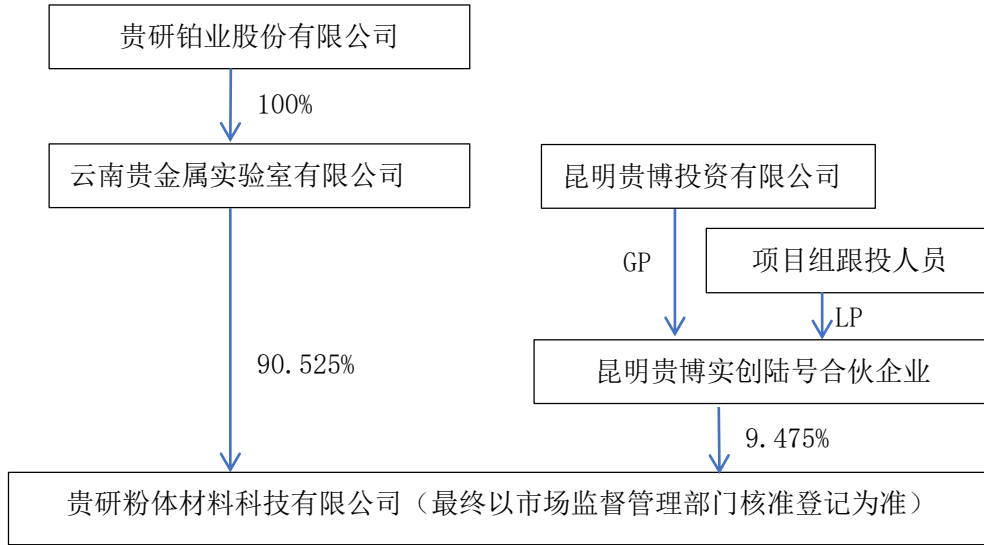 贵研铂业股份有限公司
100%
云南贵金属实验室有限公司
昆明贵博投资有限公司
GP
项目组跟投人员
LP
90.525%
昆明贵博实创陆号合伙企业
9.475%
贵研粉体材料科技有限公司（最终以市场监督管理部门核准登记为准）